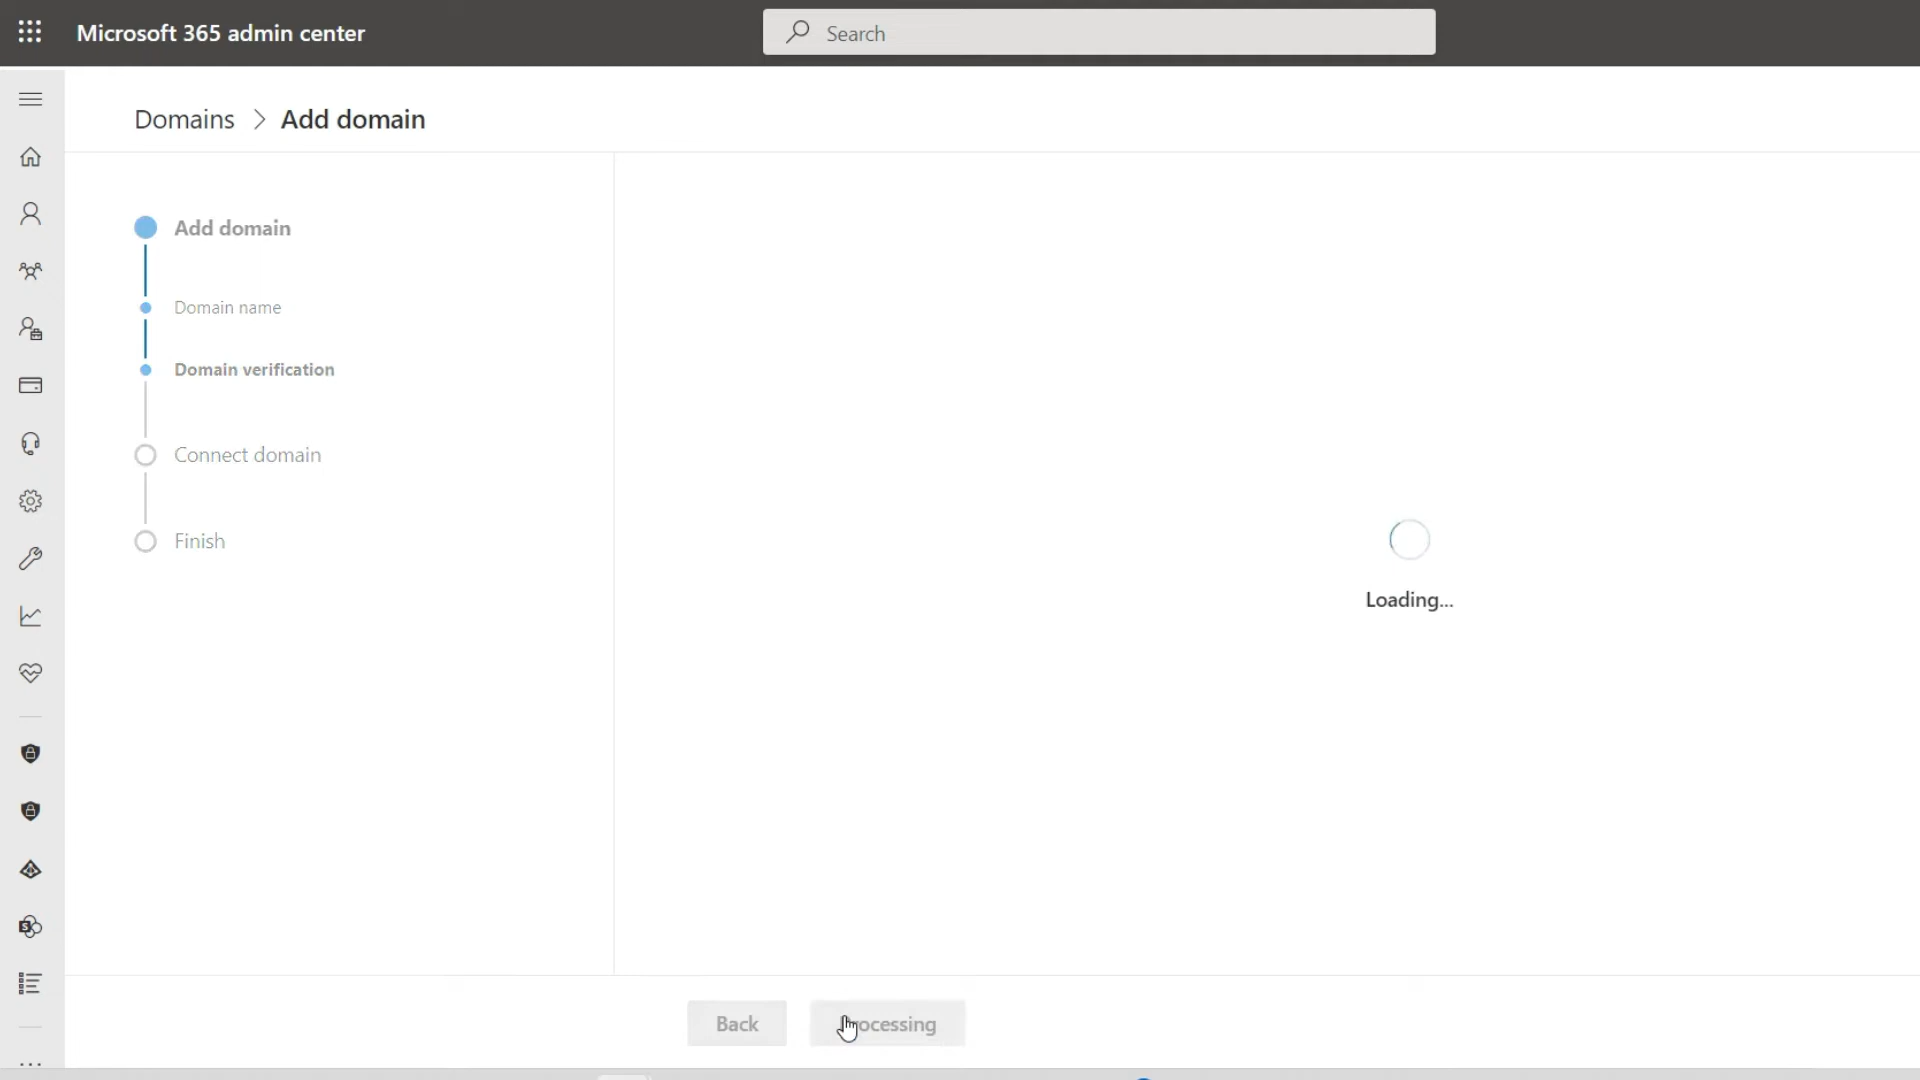 Microsoft 365 admin center
Search
Domains > Add domain
Add domain
Domain name
Domain verification
Connect domain
Finish
Loading...
Back
Processing